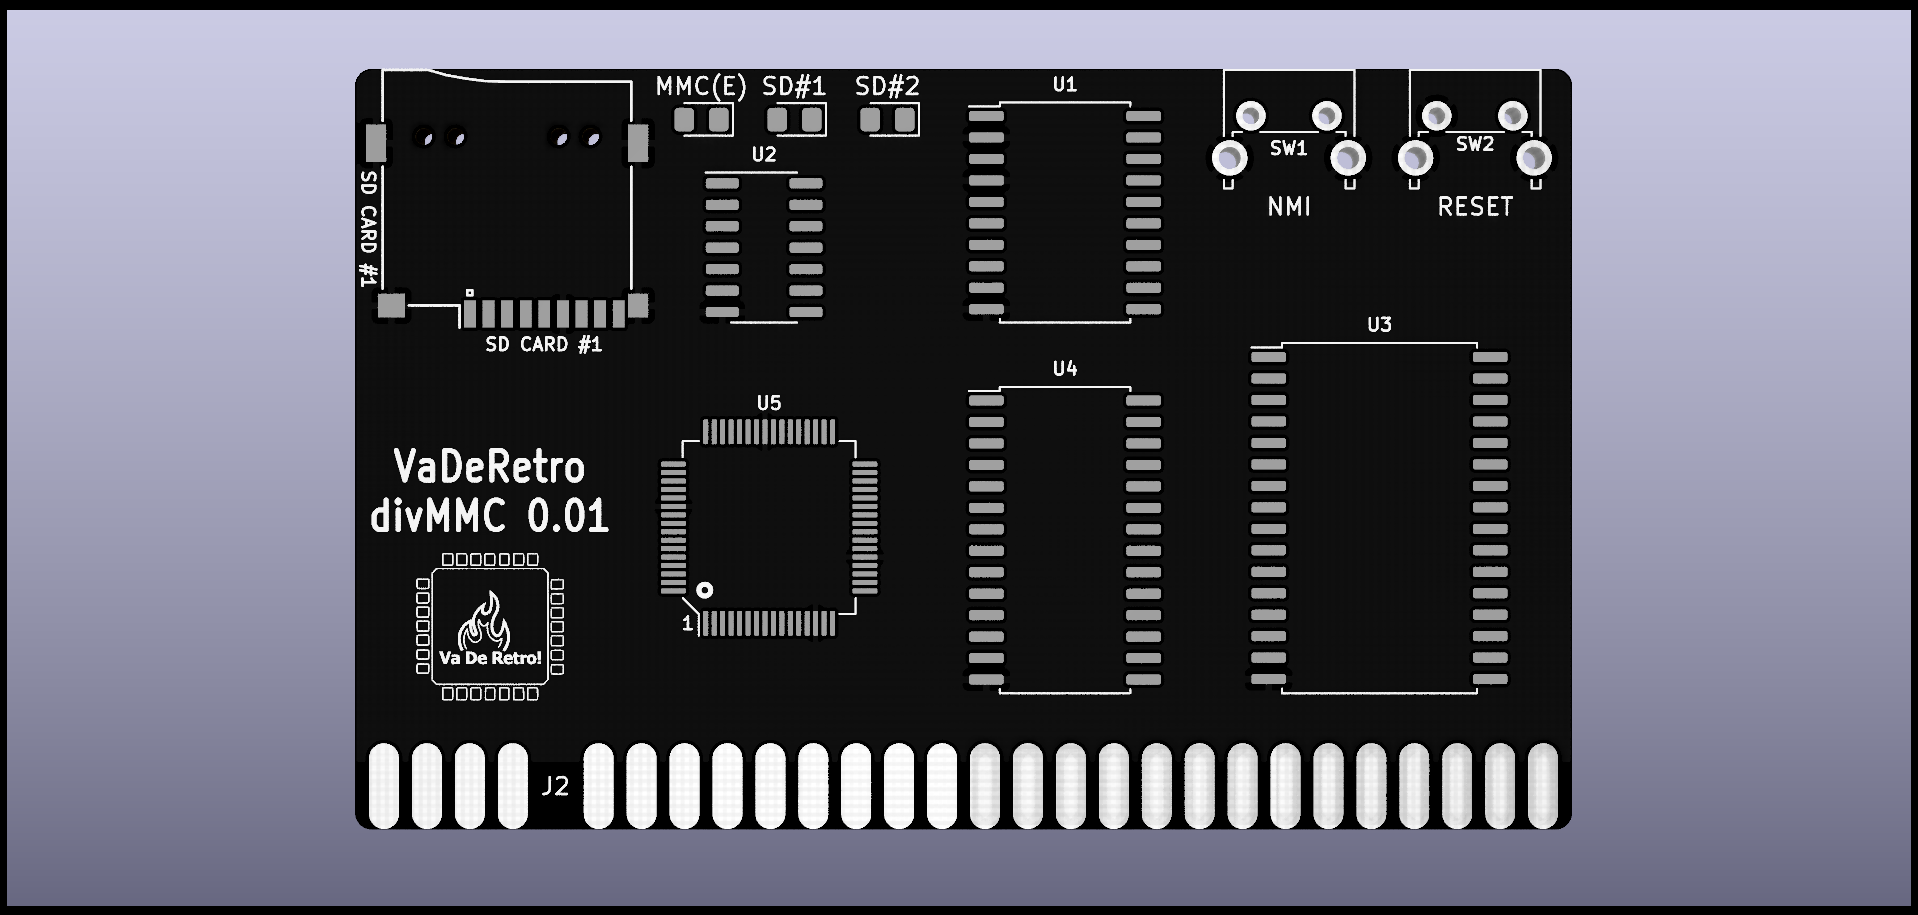 MMC(E) SD#1 SD#2
U1
U2
SW1 SW2
NMI RESET
SD CARD #1
SD CARD #1
U3
U4
U5
VaDeRetro
divMMC 0.01
1
Va De Retro!
J2